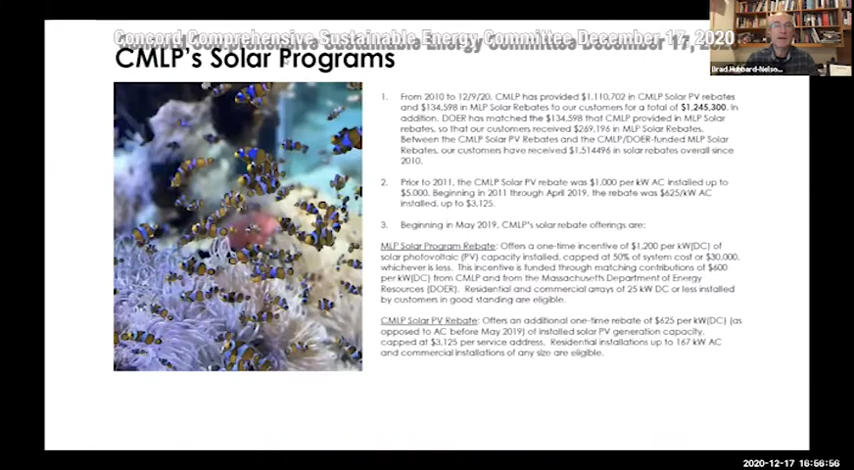 Concord Comprehensive Sustainable Energy Committee December 17, 2020
CMLP's Solar Programs
1. From 2010 to 12/9/20, CMLP has provided $1,110,702 in CMLP Solar PV rebates
and $134,598 in MLP Solar Rebates to our customers for a total of $1,245,300. In
addition, DOER has matched the $134,598 that CMLP provided in MLP Solar
rebates, so that our customers received $269,196 in MLP Solar Rebates.
Between the CMLP PV Rebates and the CMLP/DOER-funded MLP Solar
Rebates, our customers have received $1,514496 in solar rebates overall since
2010.
2. Prior to 2011, the CMLP Solar PV rebate was $1,000 per kW AC installed up to
$5,000. Beginning in 2011 through April 2019, the rebate was $625/kW AC
installed, up to $3,125.
3. Beginning in May 2019, CMLP's solar rebate offerings are:
MLP Solar Program Rebate: Offers a one-time incentive of $1,200 per kW(DC) of
solar photovoltaic (PV) capacity installed, capped at 50% of system cost or $30,000,
whichever is less. This incentive is funded through matching contributions of $600
per kW(DC) from CMLP and from the Massachusetts Department of Energy
Resources (DOER). Residential and commercial arrays of 25 kW DC or less installed
by customers in good standing are eligible.
CMLP Solar PV Rebate: Offers an additional one-time rebate of $625 per kW(DC) (as
opposed to AC before May 2019) of installed solar PV generation capacity,
capped at $3,125 per service address. Residential installations up to 167 kW AC
and commercial installations of any size are eligible.
Brad Hubbard-Nelso...
2020-12-17 16:56:56